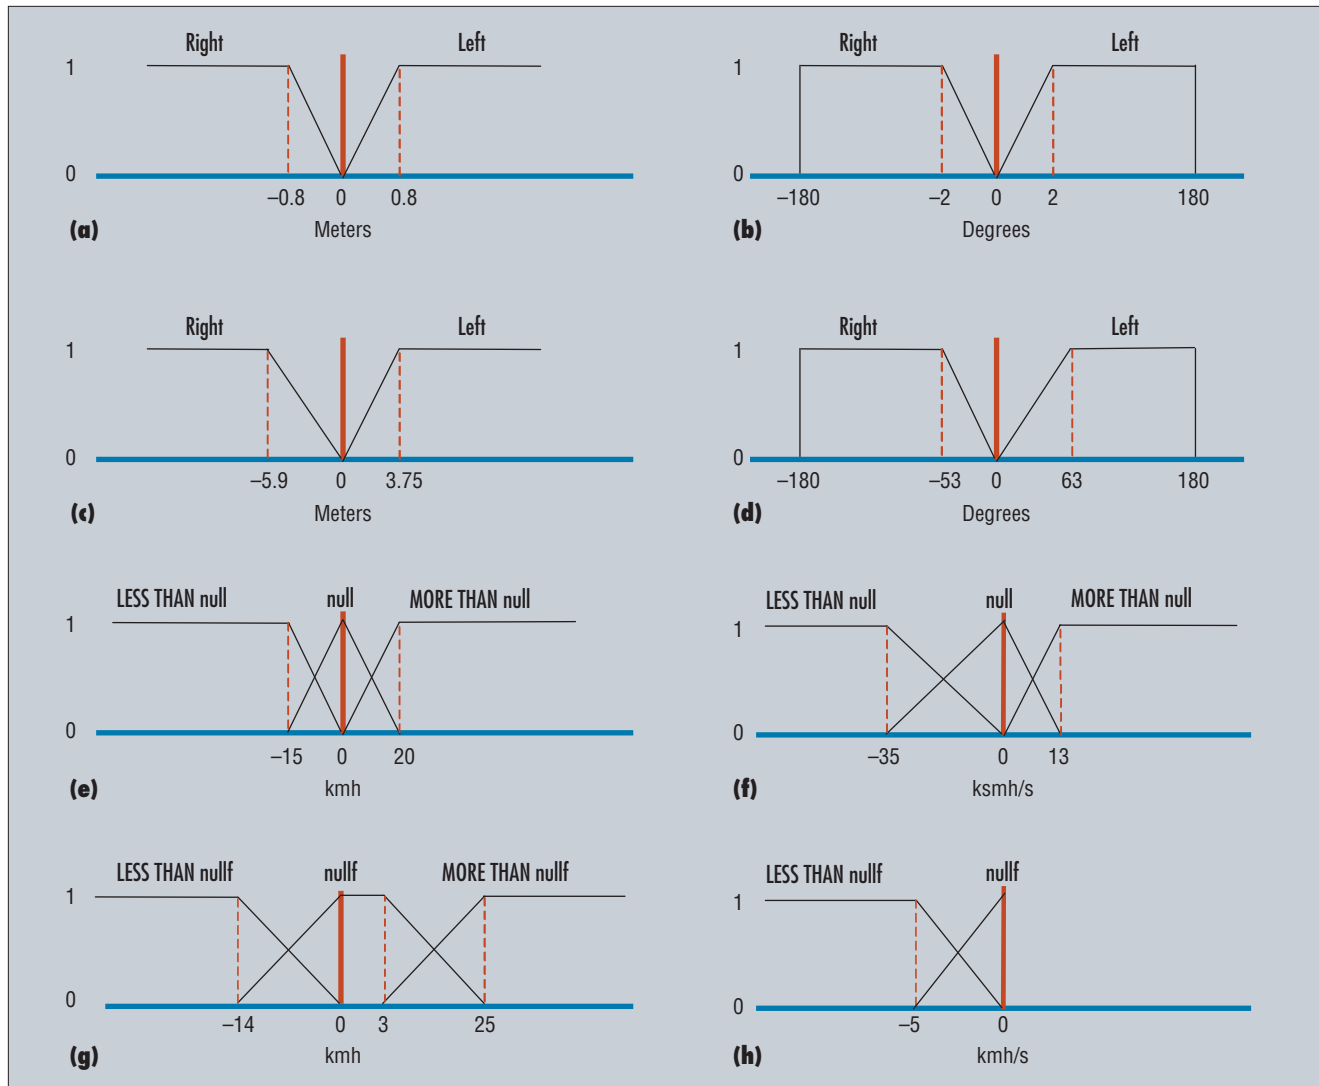 Right Left
1
0
−0.8 0 0.8
(a) Meters
Right Left
1
0
−180 −2 0 2 180
(b) Degrees
Right Left
1
0
−5.9 0 3.75
(c) Meters
Right Left
1
0
−180 −53 0 63 180
(d) Degrees
LESS THAN null null MORE THAN null
1
0
−15 0 20
(e) kmh
LESS THAN null null MORE THAN null
1
0
−35 0 13
(f) ksmh/s
LESS THAN nullf nullf MORE THAN nullf
1
0
−14 0 3 25
(g) kmh
LESS THAN nullf nullf
1
0
−5 0
(h) kmh/s